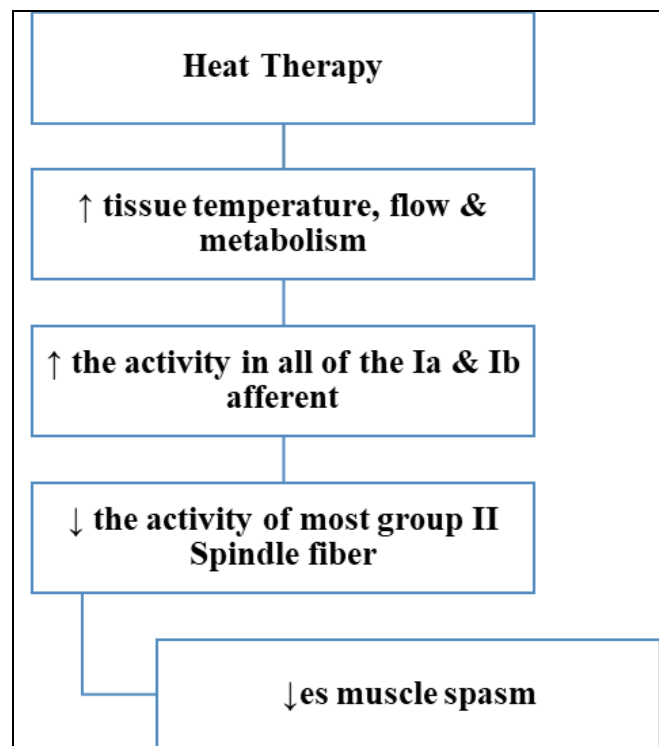 Heat Therapy
↑ tissue temperature, flow &
metabolism
↑ the activity in all of the Ia & Ib
afferent
↓ the activity of most group II
Spindle fiber
↓es muscle spasm